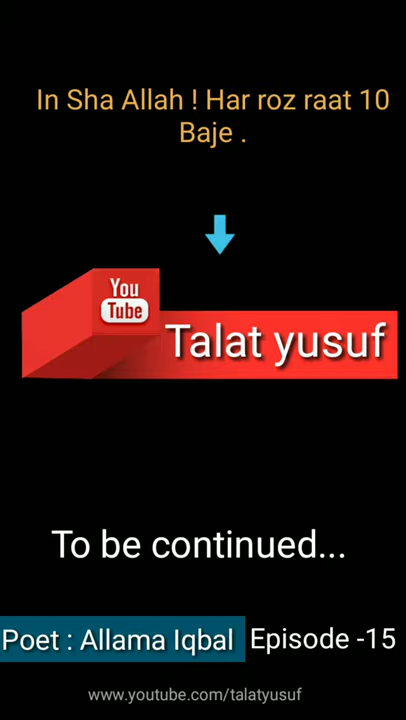 In Sha Allah ! Har roz raat 10
Baje .
You
Tube
Talat yusuf
To be continued...
Poet : Allama Iqbal Episode -15
www.youtube.com/talatyusuf